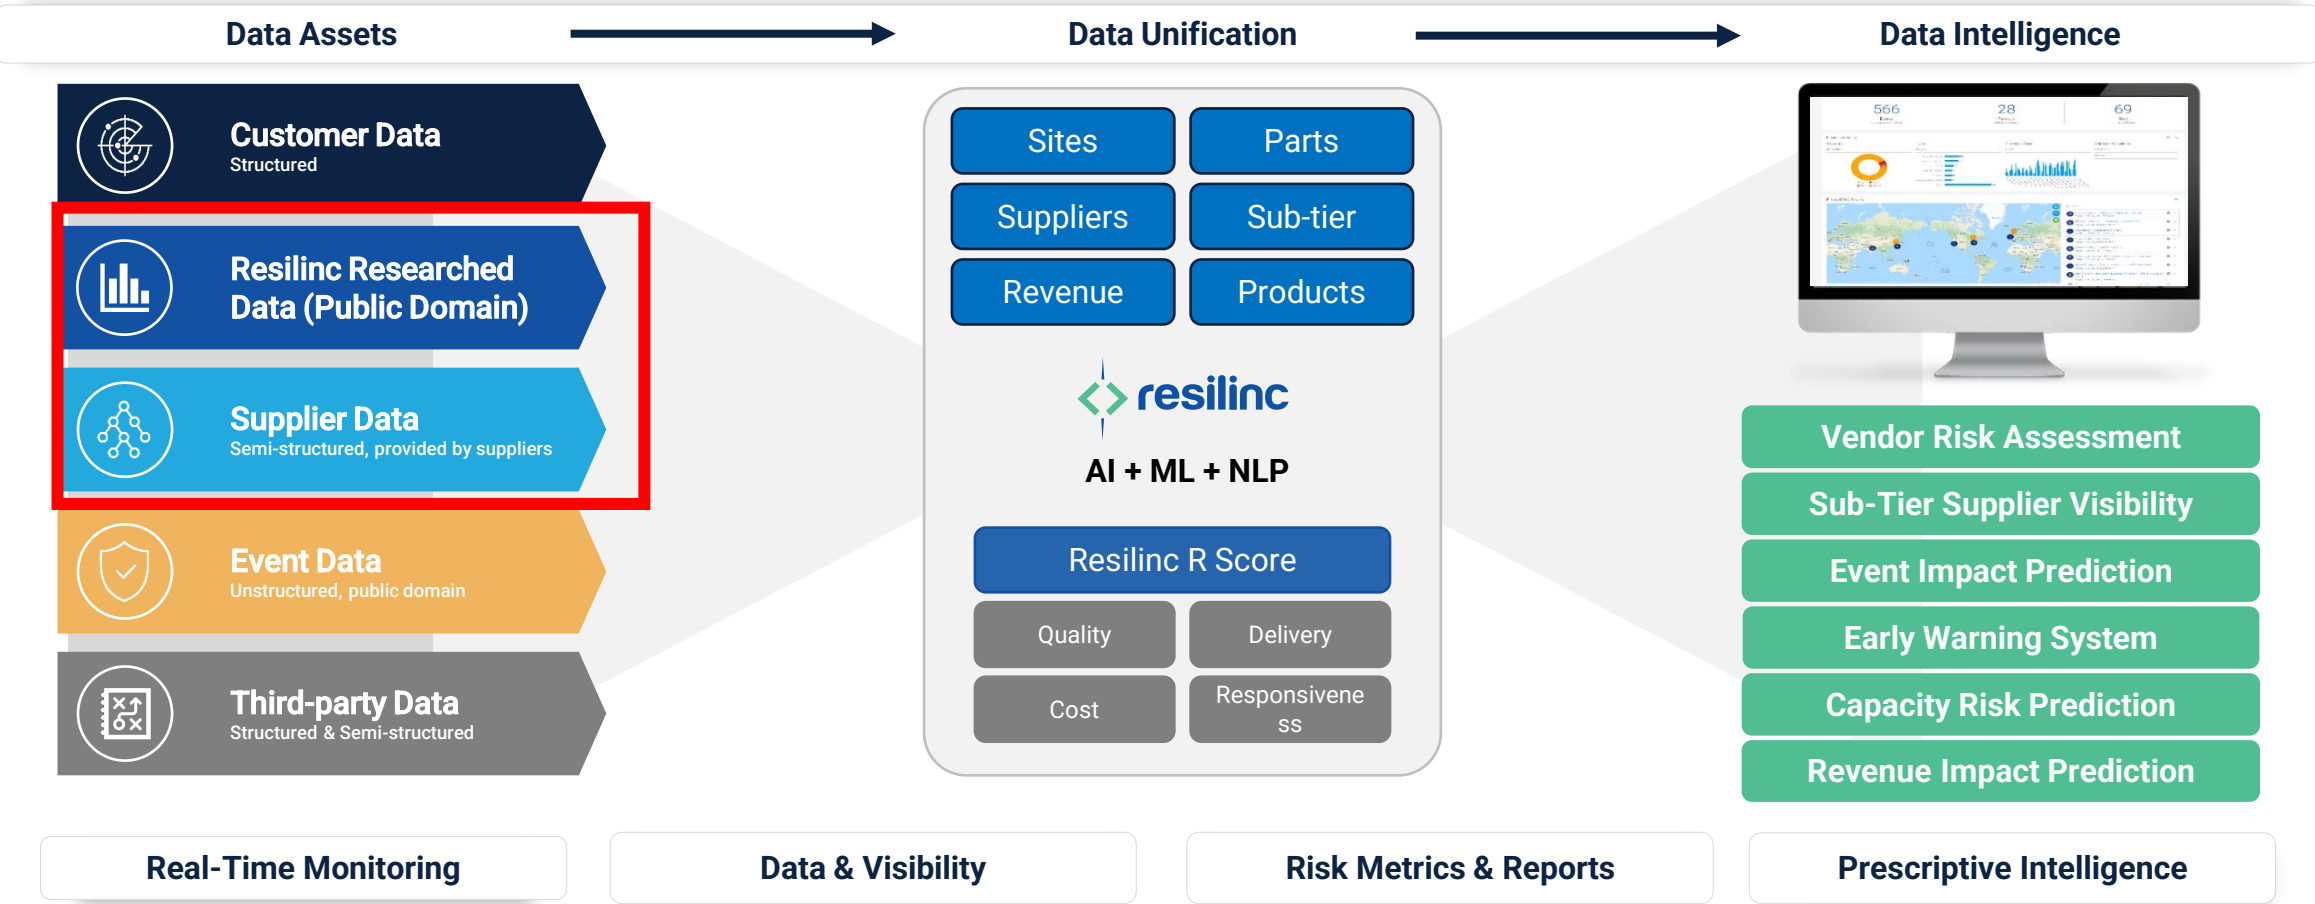 Data Assets
Data Unification
Data Intelligence
Customer Data
Structured
Resilinc Researched
Data (Public Domain)
Supplier Data
Semi-structured, provided by suppliers
Event Data
Unstructured, public domain
Third-party Data
Structured & Semi-structured
Sites
Parts
Suppliers
Sub-tier
Revenue
Products
resilinc
AI + ML + NLP
Resilinc R Score
Quality
Delivery
Cost
Responsivene
ss
566
28
69
Vendor Risk Assessment
Sub-Tier Supplier Visibility
Event Impact Prediction
Early Warning System
Capacity Risk Prediction
Revenue Impact Prediction
Real-Time Monitoring
Data & Visibility
Risk Metrics & Reports
Prescriptive Intelligence